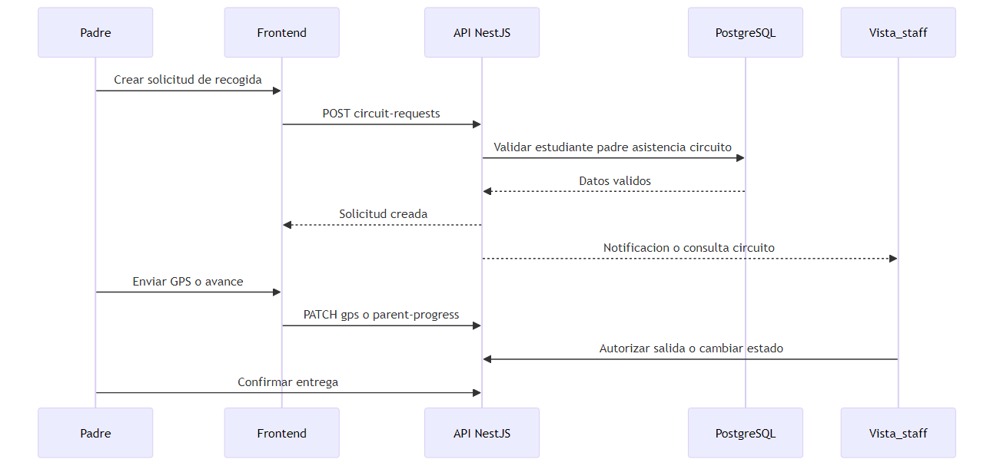 Padre
Frontend
API NestJS
PostgreSQL
Vista_staff
Crear solicitud de recogida
POST circuit-requests
Validar estudiante padre asistencia circuito
Datos validos
Solicitud creada
Notificacion o consulta circuito
Enviar GPS o avance
PATCH gps o parent-progress
Autorizar salida o cambiar estado
Confirmar entrega
Padre
Frontend
API NestJS
PostgreSQL
Vista_staff